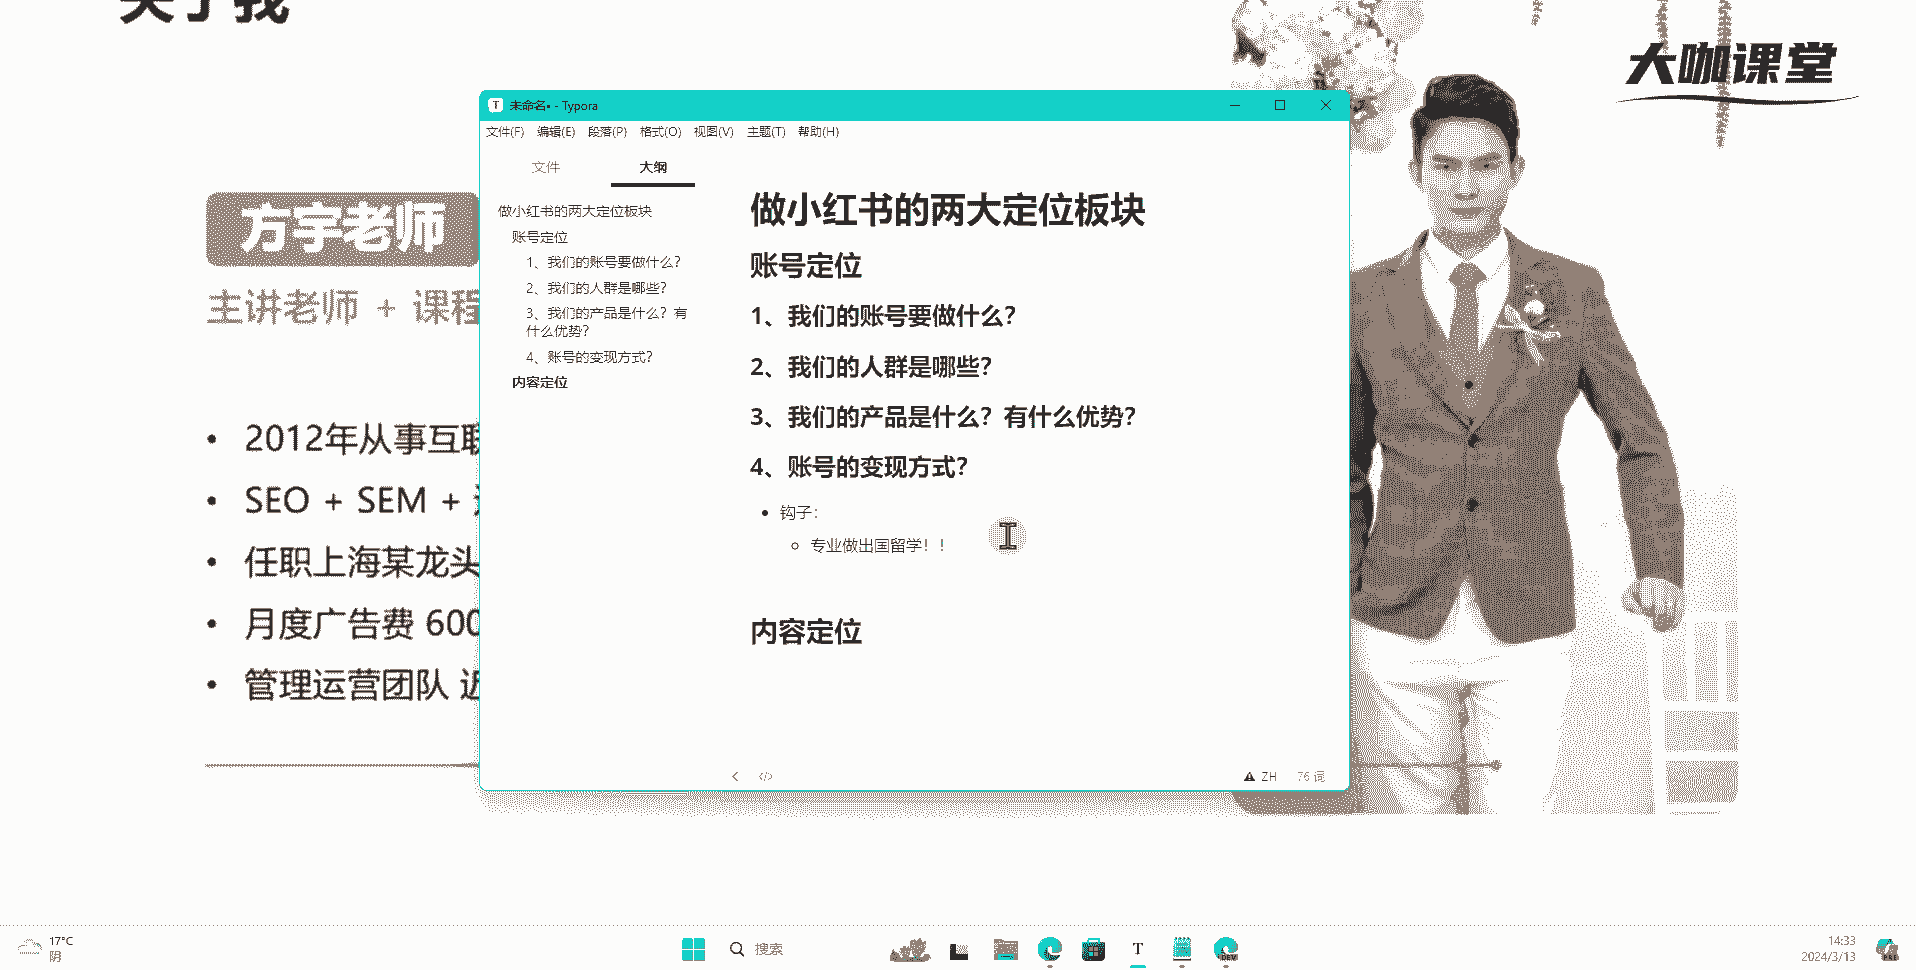 关于我
大咖课堂
方宇老师
主讲老师 + 课程
2012年从事互联
SEO + SEM +
任职上海某龙头
月度广告费 600
管理运营团队 近
未命名• - Typora
文件(F) 编辑(E) 段落(P) 格式(O) 视图(V) 主题(T) 帮助(H)
文件 大纲
做小红书的两大定位板块
账号定位
1、我们的账号要做什么？
2、我们的人群是哪些？
3、我们的产品是什么？有
什么优势？
4、账号的变现方式？
内容定位
做小红书的两大定位板块
账号定位
1、我们的账号要做什么？
2、我们的人群是哪些？
3、我们的产品是什么？有什么优势？
4、账号的变现方式？
钩子：
专业做出国留学！！
内容定位
ZH 76 词
17°C
阴
搜索
14:33
2024/3/13